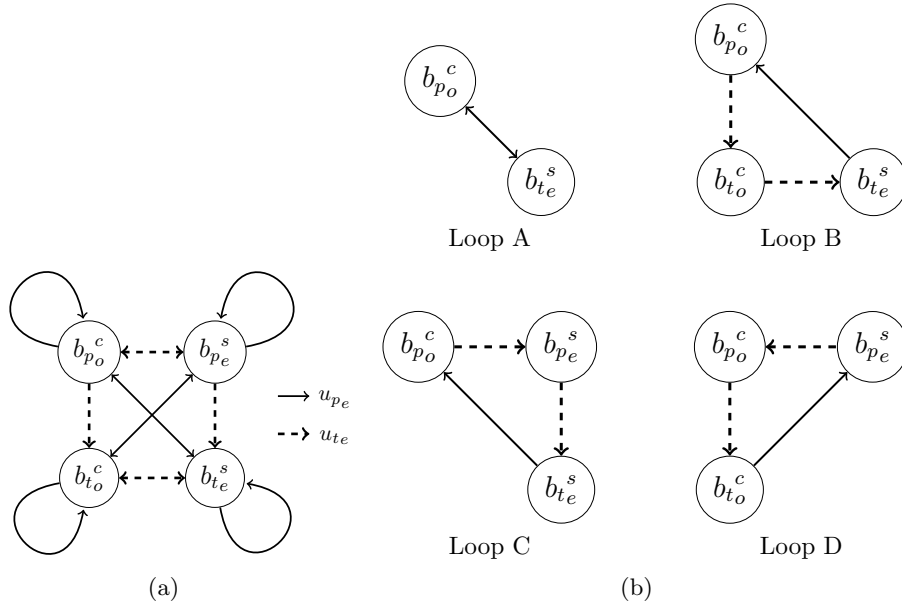 b_{p_o}^c
b_{p_o}^c
b_{t_e}^s
b_{t_o}^c
b_{t_e}^s
Loop A
Loop B
b_{p_o}^c
b_{p_e}^s
u_{p_e}
u_{t_e}
b_{t_o}^c
b_{t_e}^s
b_{p_o}^c
b_{p_e}^s
b_{t_e}^s
b_{p_o}^c
b_{p_e}^s
b_{t_o}^c
Loop C
Loop D
(a)
(b)